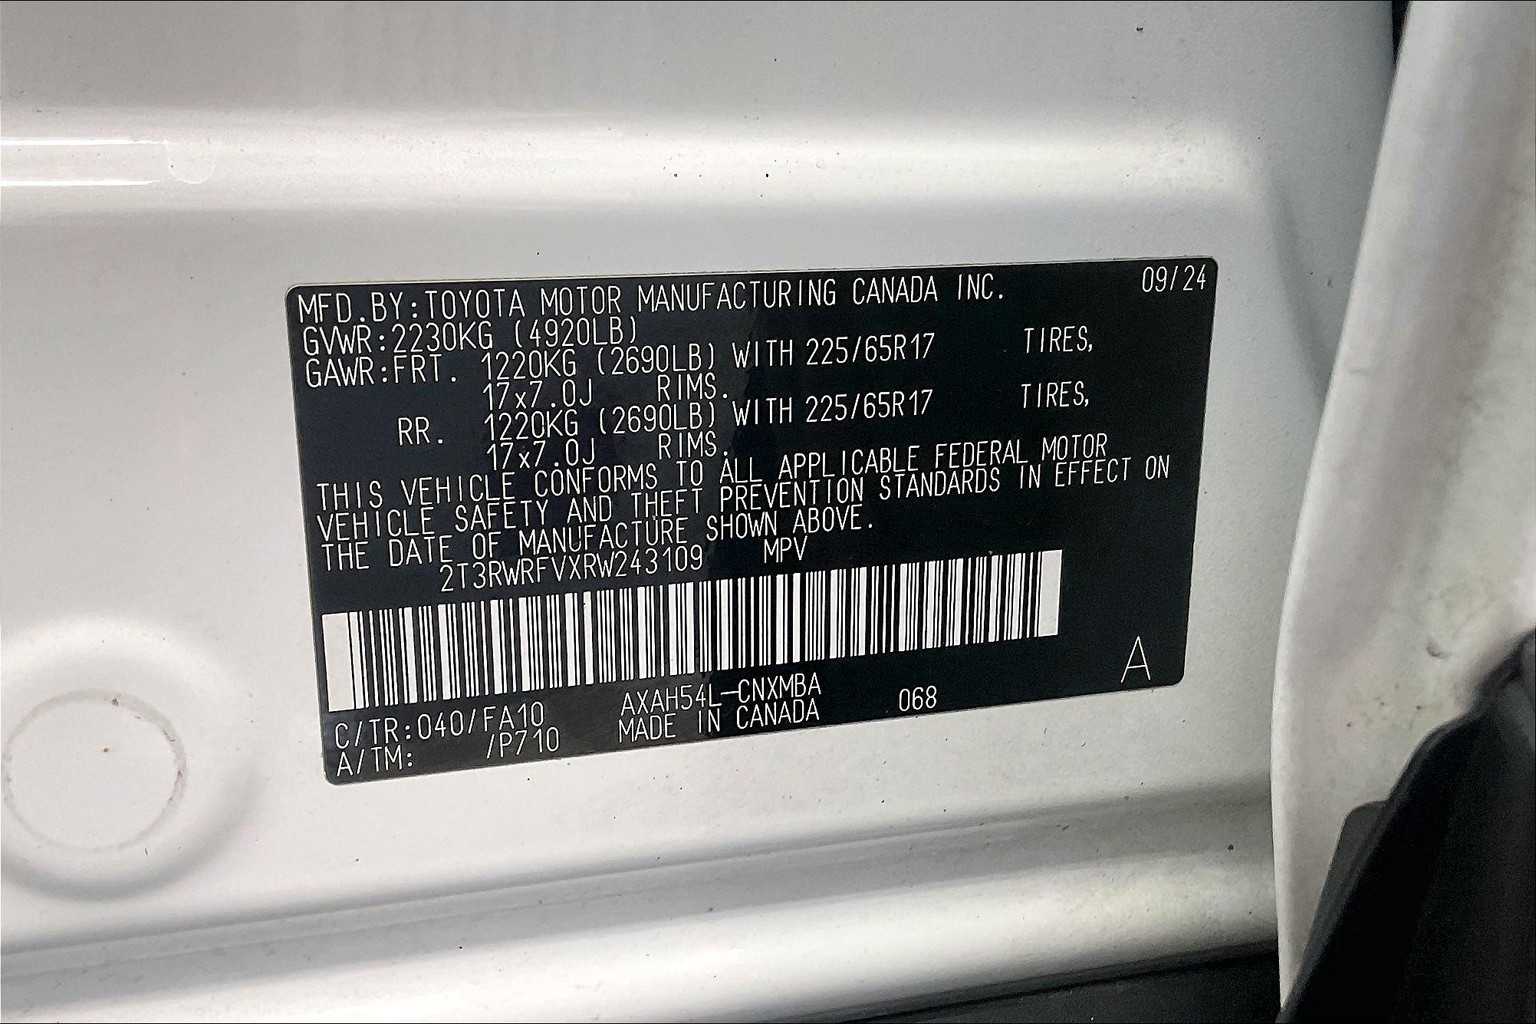 MFD.BY:TOYOTA MOTOR MANUFACTURING CANADA INC. 09/24
GVWR:2230KG (4920LB)
GAWR:FRT. 1220KG (2690LB) WITH 225/65R17 TIRES,
17x7.0J RIMS.
RR. 1220KG (2690LB) WITH 225/65R17 TIRES,
17x7.0J RIMS.
THIS VEHICLE CONFORMS TO ALL APPLICABLE FEDERAL MOTOR
VEHICLE SAFETY AND THEFT PREVENTION STANDARDS IN EFFECT ON
THE DATE OF MANUFACTURE SHOWN ABOVE.
2T3RWRFVXRW243109 MPV
A
C/TR:040/FA10 AXAH54L-CNXMBA 068
A/TM: /P710 MADE IN CANADA